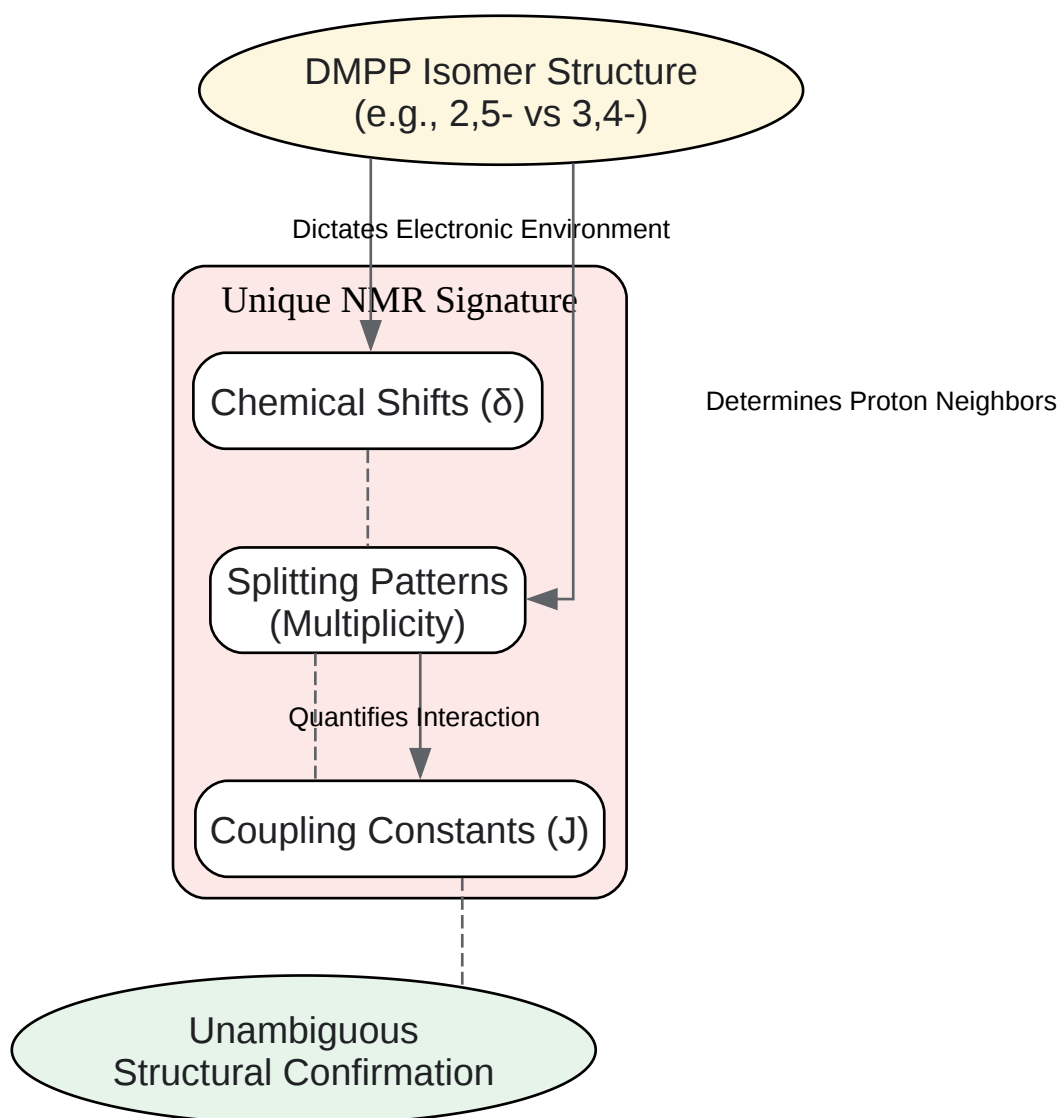 DMPP Isomer Structure
(e.g., 2,5- vs 3,4-)
Dictates Electronic Environment
Unique NMR Signature
Chemical Shifts (δ)
Determines Proton Neighbors
Splitting Patterns
(Multiplicity)
Quantifies Interaction
Coupling Constants (J)
Unambiguous
Structural Confirmation